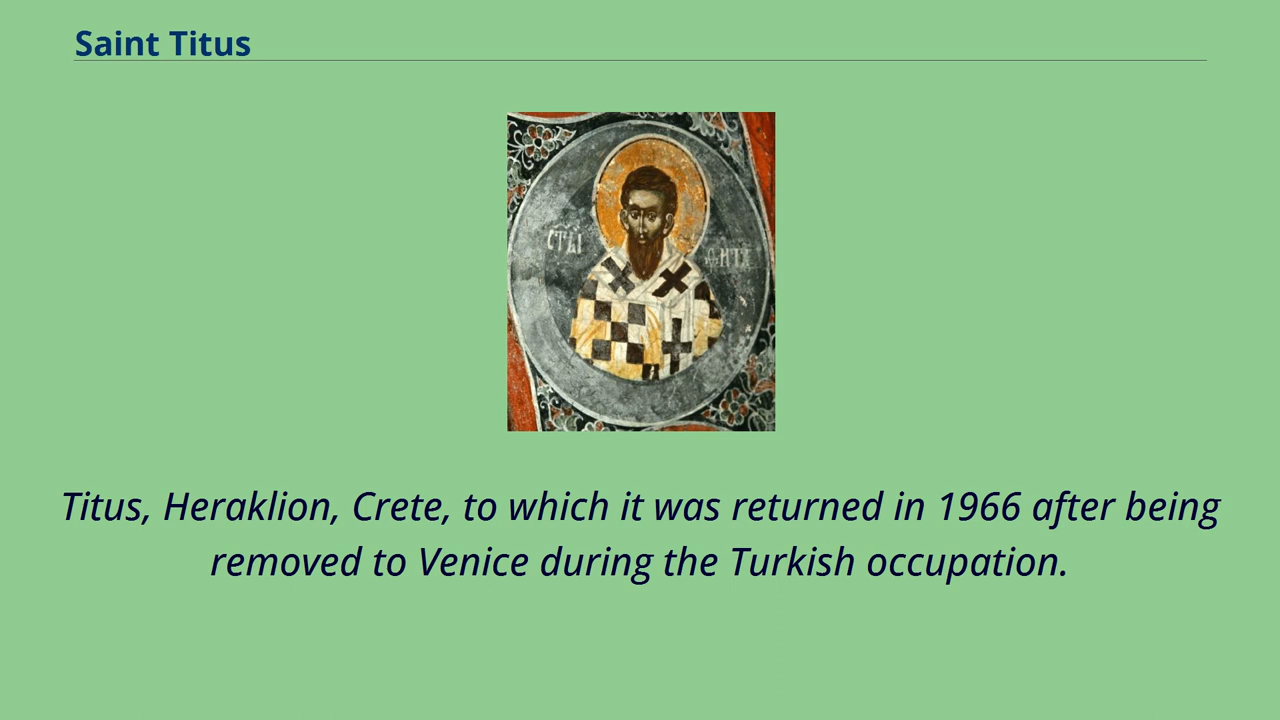 Saint Titus
Titus, Heraklion, Crete, to which it was returned in 1966 after being
removed to Venice during the Turkish occupation.